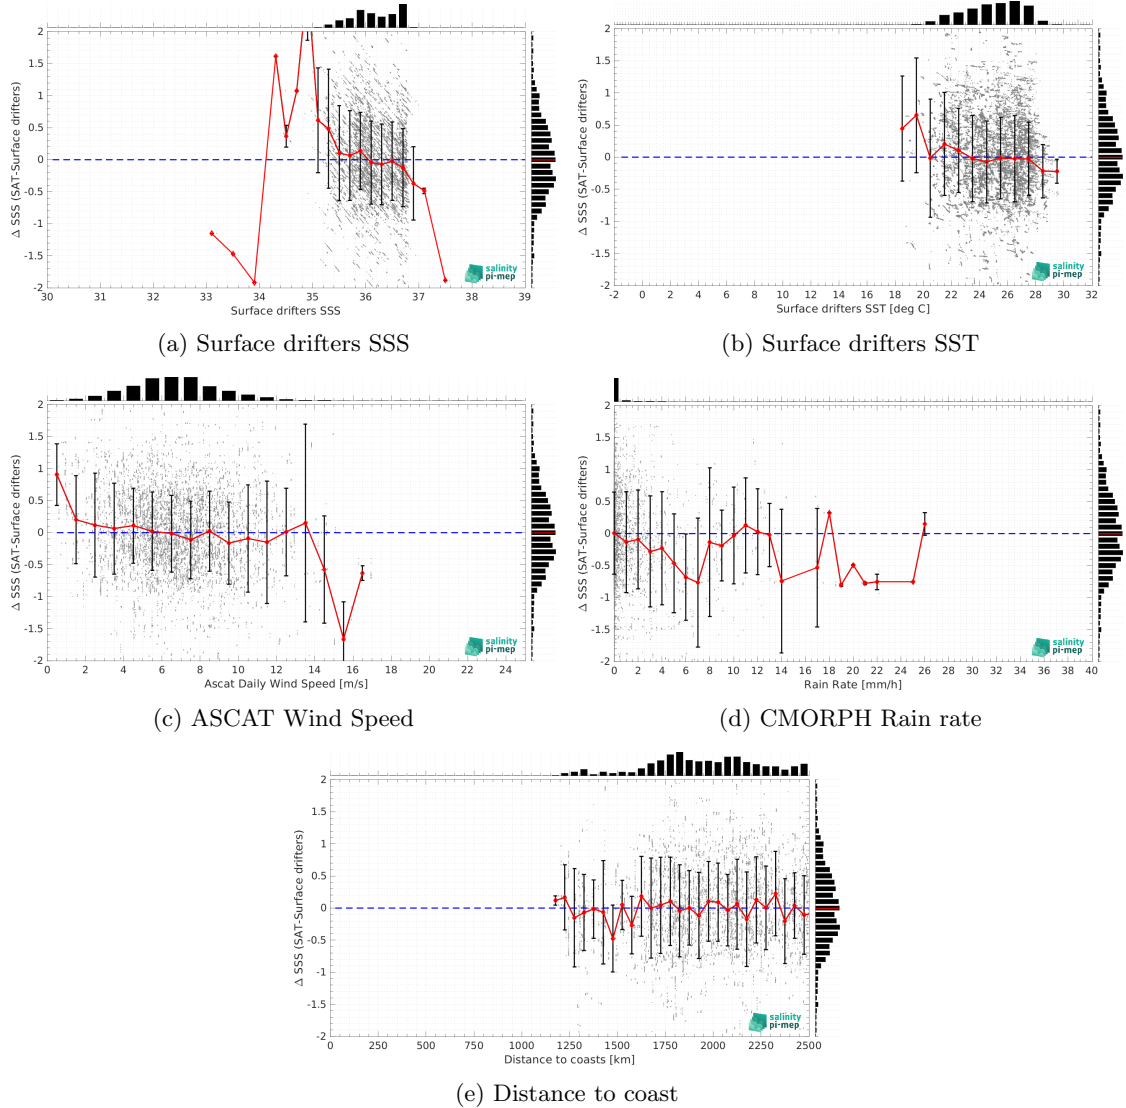 2
1.5
1
0.5
0
-0.5
-1
-1.5
-2
Δ SSS (SAT-Surface drifters)
30 31 32 33 34 35 36 37 38 39
Surface drifters SSS
salinity
pi-mep
(a) Surface drifters SSS
2
1.5
1
0.5
0
-0.5
-1
-1.5
-2
Δ SSS (SAT-Surface drifters)
-2 0 2 4 6 8 10 12 14 16 18 20 22 24 26 28 30 32
Surface drifters SST [deg C]
salinity
pi-mep
(b) Surface drifters SST
2
1.5
1
0.5
0
-0.5
-1
-1.5
-2
Δ SSS (SAT-Surface drifters)
0 2 4 6 8 10 12 14 16 18 20 22 24
Ascat Daily Wind Speed [m/s]
salinity
pi-mep
(c) ASCAT Wind Speed
2
1.5
1
0.5
0
-0.5
-1
-1.5
-2
Δ SSS (SAT-Surface drifters)
0 2 4 6 8 10 12 14 16 18 20 22 24 26 28 30 32 34 36 38 40
Rain Rate [mm/h]
salinity
pi-mep
(d) CMORPH Rain rate
2
1.5
1
0.5
0
-0.5
-1
-1.5
-2
Δ SSS (SAT-Surface drifters)
0 250 500 750 1000 1250 1500 1750 2000 2250 2500
Distance to coasts [km]
salinity
pi-mep
(e) Distance to coast